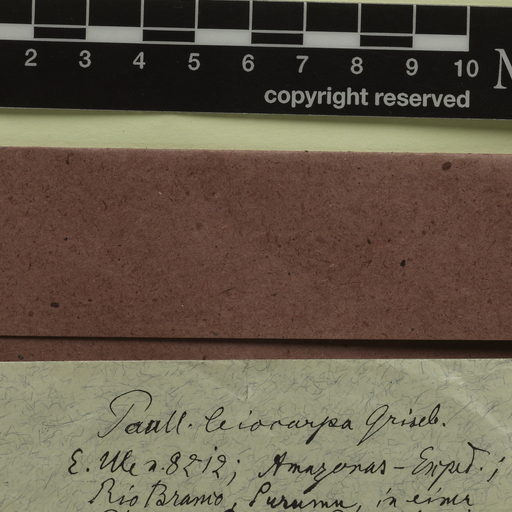 2 3 4 5 6 7 8 9 10
copyright reserved
Paull. leiocarpa Griseb.
E. Ule n. 8212; Amazonas-Exped.;
Rio Branco, Surumu, in einer